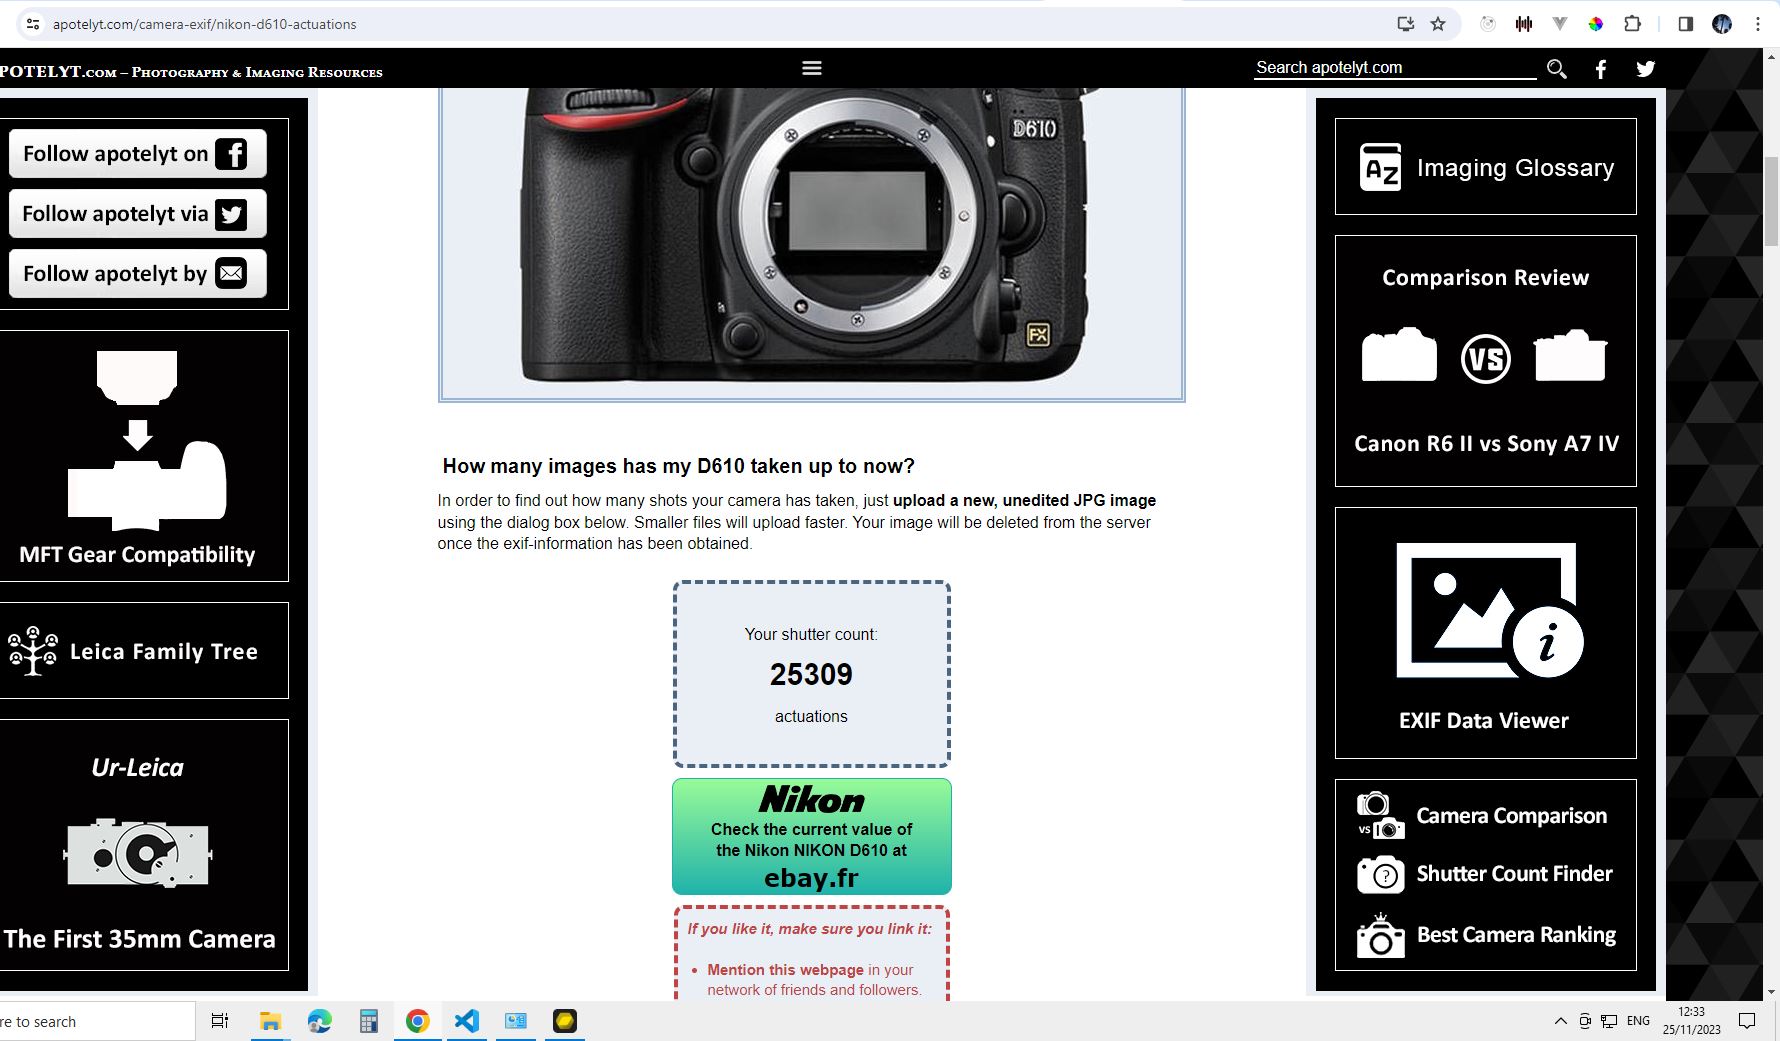 apotelyt.com/camera-exif/nikon-d610-actuations
POTELYT.COM – PHOTOGRAPHY & IMAGING RESOURCES
Search apotelyt.com
Follow apotelyt on
Follow apotelyt via
Follow apotelyt by
MFT Gear Compatibility
Leica Family Tree
Ur-Leica
The First 35mm Camera
D610
FX
How many images has my D610 taken up to now?
In order to find out how many shots your camera has taken, just upload a new, unedited JPG image
using the dialog box below. Smaller files will upload faster. Your image will be deleted from the server
once the exif-information has been obtained.
Your shutter count:
25309
actuations
Nikon
Check the current value of
the Nikon NIKON D610 at
ebay.fr
If you like it, make sure you link it:
• Mention this webpage in your
network of friends and followers.
AZ
Imaging Glossary
Comparison Review
VS
Canon R6 II vs Sony A7 IV
i
EXIF Data Viewer
vs
Camera Comparison
?
Shutter Count Finder
Best Camera Ranking
re to search
ENG
12:33
25/11/2023